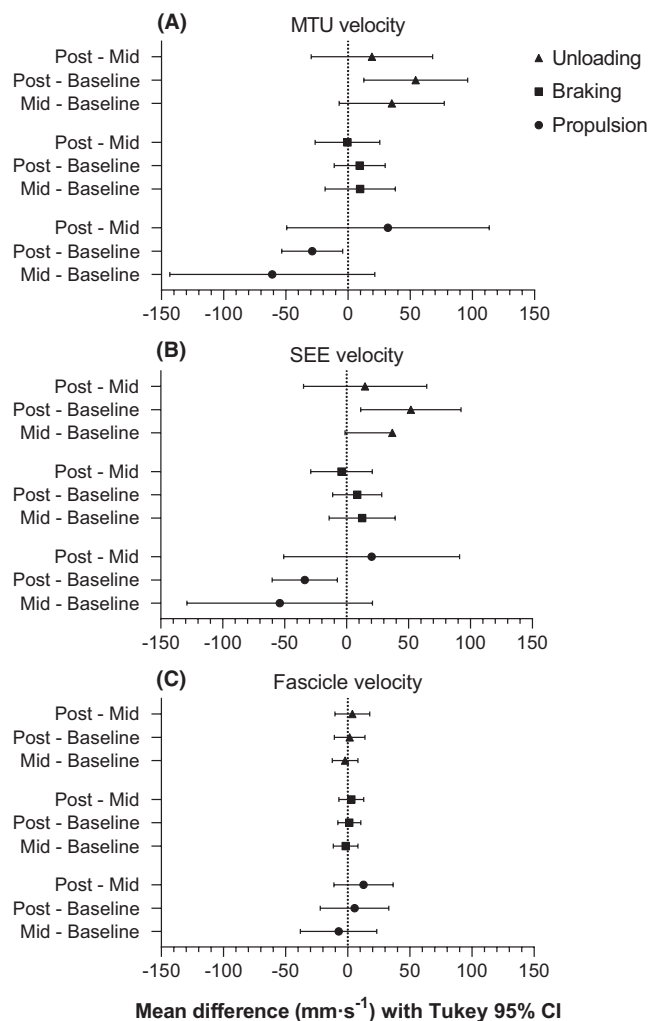 (A)
MTU velocity
Post - Mid
Post - Baseline
Mid - Baseline
Post - Mid
Post - Baseline
Mid - Baseline
Post - Mid
Post - Baseline
Mid - Baseline
-150 -100 -50 0 50 100 150
Unloading
Braking
Propulsion
(B)
SEE velocity
Post - Mid
Post - Baseline
Mid - Baseline
Post - Mid
Post - Baseline
Mid - Baseline
Post - Mid
Post - Baseline
Mid - Baseline
-150 -100 -50 0 50 100 150
(C)
Fascicle velocity
Post - Mid
Post - Baseline
Mid - Baseline
Post - Mid
Post - Baseline
Mid - Baseline
Post - Mid
Post - Baseline
Mid - Baseline
-150 -100 -50 0 50 100 150
Mean difference (mm·s⁻¹) with Tukey 95% CI